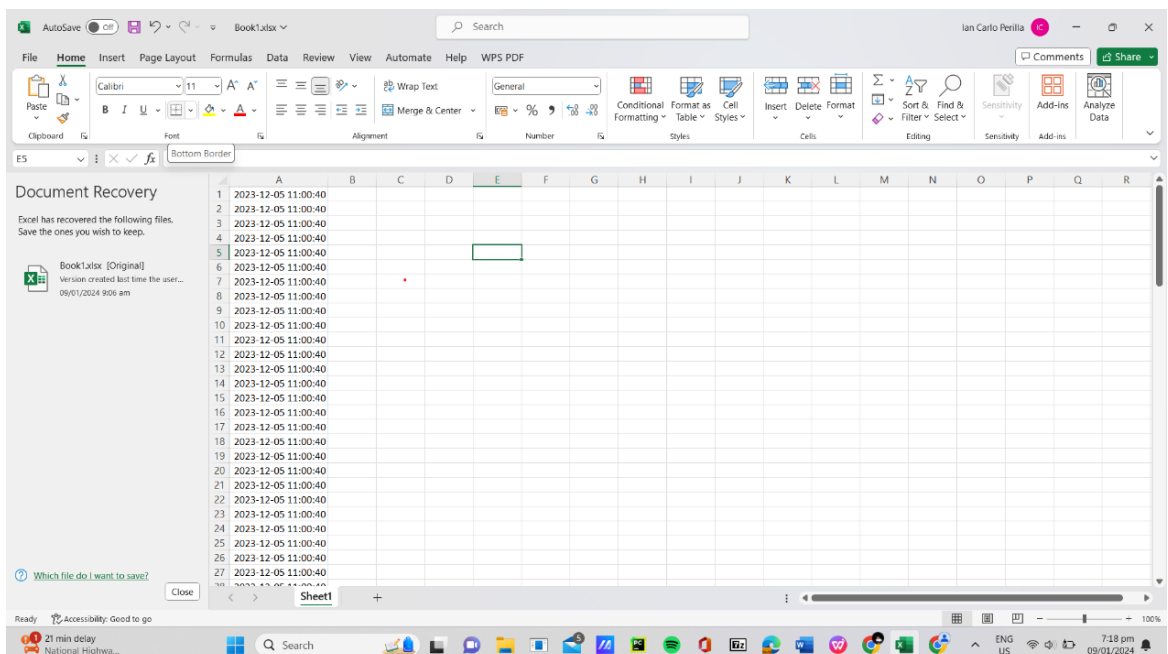 AutoSave Off Book1.xlsx Search Ian Carlo Perilla IC
File Home Insert Page Layout Formulas Data Review View Automate Help WPS PDF Comments Share
Paste Calibri 11 A A Wrap Text General Conditional Formatting Format as Table Cell Styles Insert Delete Format Sort & Filter Find & Select Sensitivity Add-ins Analyze Data
B I U A Merge & Center % 9
Clipboard Font Alignment Number Styles Cells Editing Sensitivity Add-ins
E5 fx Bottom Border
Document Recovery
Excel has recovered the following files.
Save the ones you wish to keep.
Book1.xlsx [Original]
Version created last time the user...
09/01/2024 9:06 am
Which file do I want to save?
Close
A B C D E F G H I J K L M N O P Q R
1 2023-12-05 11:00:40
2 2023-12-05 11:00:40
3 2023-12-05 11:00:40
4 2023-12-05 11:00:40
5 2023-12-05 11:00:40
6 2023-12-05 11:00:40
7 2023-12-05 11:00:40
8 2023-12-05 11:00:40
9 2023-12-05 11:00:40
10 2023-12-05 11:00:40
11 2023-12-05 11:00:40
12 2023-12-05 11:00:40
13 2023-12-05 11:00:40
14 2023-12-05 11:00:40
15 2023-12-05 11:00:40
16 2023-12-05 11:00:40
17 2023-12-05 11:00:40
18 2023-12-05 11:00:40
19 2023-12-05 11:00:40
20 2023-12-05 11:00:40
21 2023-12-05 11:00:40
22 2023-12-05 11:00:40
23 2023-12-05 11:00:40
24 2023-12-05 11:00:40
25 2023-12-05 11:00:40
26 2023-12-05 11:00:40
27 2023-12-05 11:00:40
28 2023-12-05 11:00:40
Sheet1
Ready Accessibility: Good to go 100%
21 min delay
National Highwa...
Search
ENG
US
7:18 pm
09/01/2024